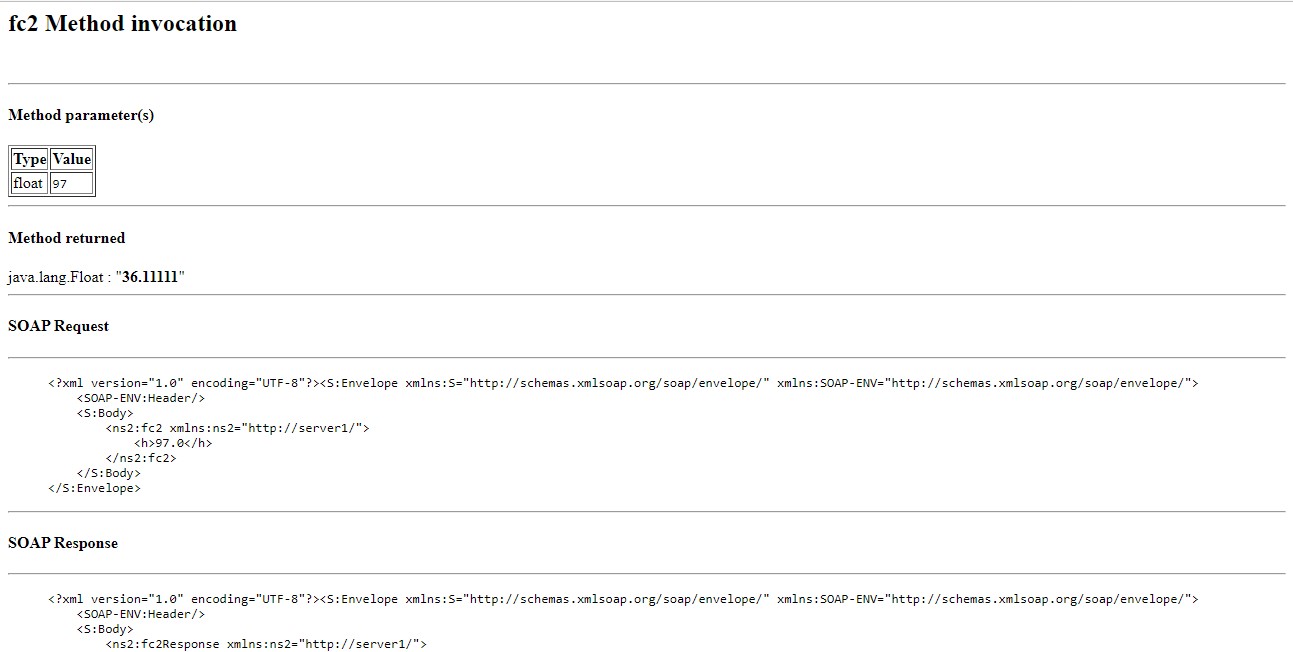 fc2 Method invocation
Method parameter(s)
Type Value
float 97
Method returned
java.lang.Float : "36.11111"
SOAP Request
<?xml version="1.0" encoding="UTF-8"?><S:Envelope xmlns:S="http://schemas.xmlsoap.org/soap/envelope/" xmlns:SOAP-ENV="http://schemas.xmlsoap.org/soap/envelope/">
<SOAP-ENV:Header/>
<S:Body>
<ns2:fc2 xmlns:ns2="http://server1/">
<h>97.0</h>
</ns2:fc2>
</S:Body>
</S:Envelope>
SOAP Response
<?xml version="1.0" encoding="UTF-8"?><S:Envelope xmlns:S="http://schemas.xmlsoap.org/soap/envelope/" xmlns:SOAP-ENV="http://schemas.xmlsoap.org/soap/envelope/">
<SOAP-ENV:Header/>
<S:Body>
<ns2:fc2Response xmlns:ns2="http://server1/">